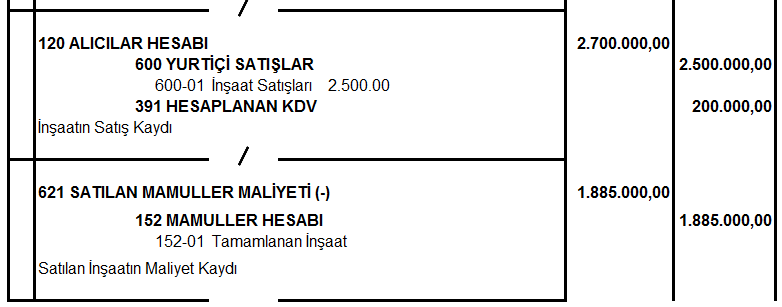 /
120 ALICILAR HESABI 2.700.000,00
600 YURTİÇİ SATIŞLAR 2.500.000,00
600-01 İnşaat Satışları 2.500.00
391 HESAPLANAN KDV 200.000,00
İnşaatın Satış Kaydı
/
621 SATILAN MAMULLER MALİYETİ (-) 1.885.000,00
152 MAMULLER HESABI 1.885.000,00
152-01 Tamamlanan İnşaat
Satılan İnşaatın Maliyet Kaydı
/